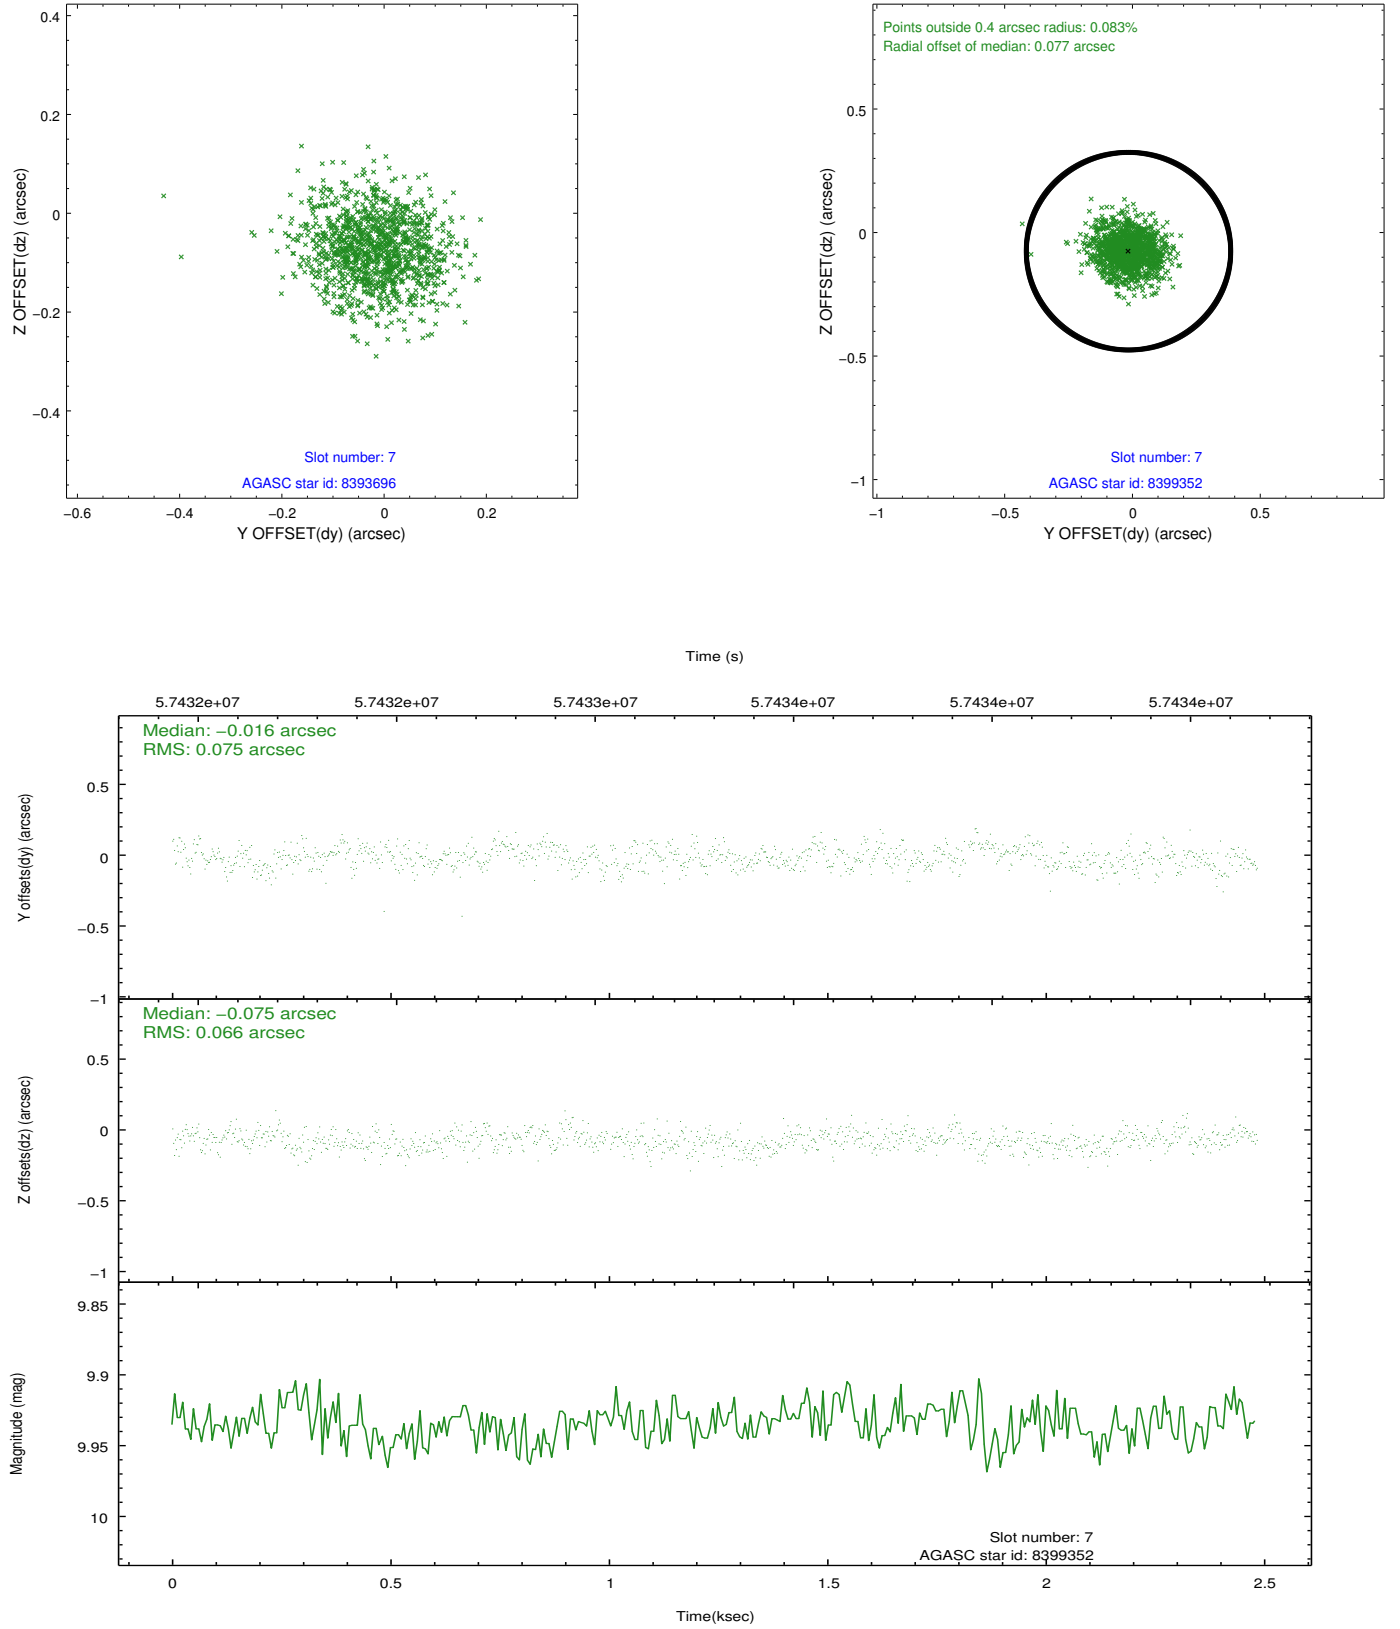 0.4
0.2
0
−0.2
−0.4
Z OFFSET(dz) (arcsec)
Slot number: 7
AGASC star id: 8393696
−0.6
−0.4
−0.2
0
0.2
Y OFFSET(dy) (arcsec)
Points outside 0.4 arcsec radius: 0.083%
Radial offset of median: 0.077 arcsec
0.5
0
−0.5
−1
Z OFFSET(dz) (arcsec)
Slot number: 7
AGASC star id: 8399352
−1
−0.5
0
0.5
Y OFFSET(dy) (arcsec)
Time (s)
5.7432e+07
5.7432e+07
5.7433e+07
5.7434e+07
5.7434e+07
5.7434e+07
Median: −0.016 arcsec
RMS: 0.075 arcsec
0.5
0
−0.5
−1
Y offsets(dy) (arcsec)
Median: −0.075 arcsec
RMS: 0.066 arcsec
0.5
0
−0.5
−1
Z offsets(dz) (arcsec)
9.85
9.9
9.95
10
Magnitude (mag)
Slot number: 7
AGASC star id: 8399352
0
0.5
1
1.5
2
2.5
Time(ksec)